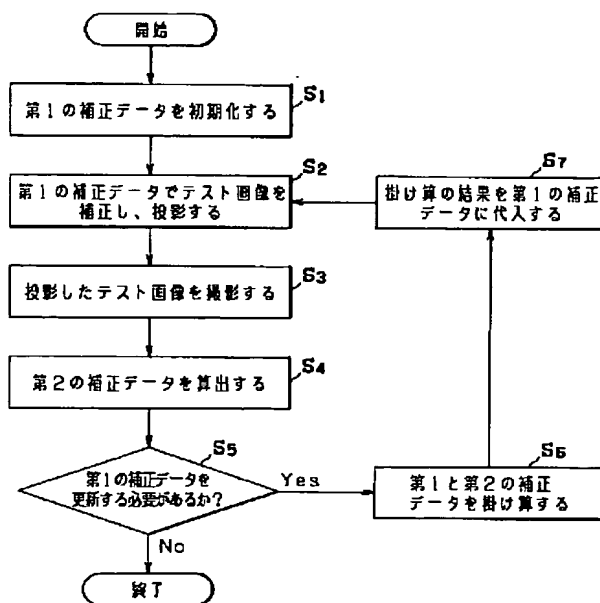 開始
S1
第1の補正データを初期化する
S2
第1の補正データでテスト画像を
補正し、投影する
S3
投影したテスト画像を撮影する
S4
第2の補正データを算出する
S5
第1の補正データを
更新する必要があるか?
Yes
No
終了
S6
第1と第2の補正
データを掛け算する
S7
掛け算の結果を第1の補正
データに代入する